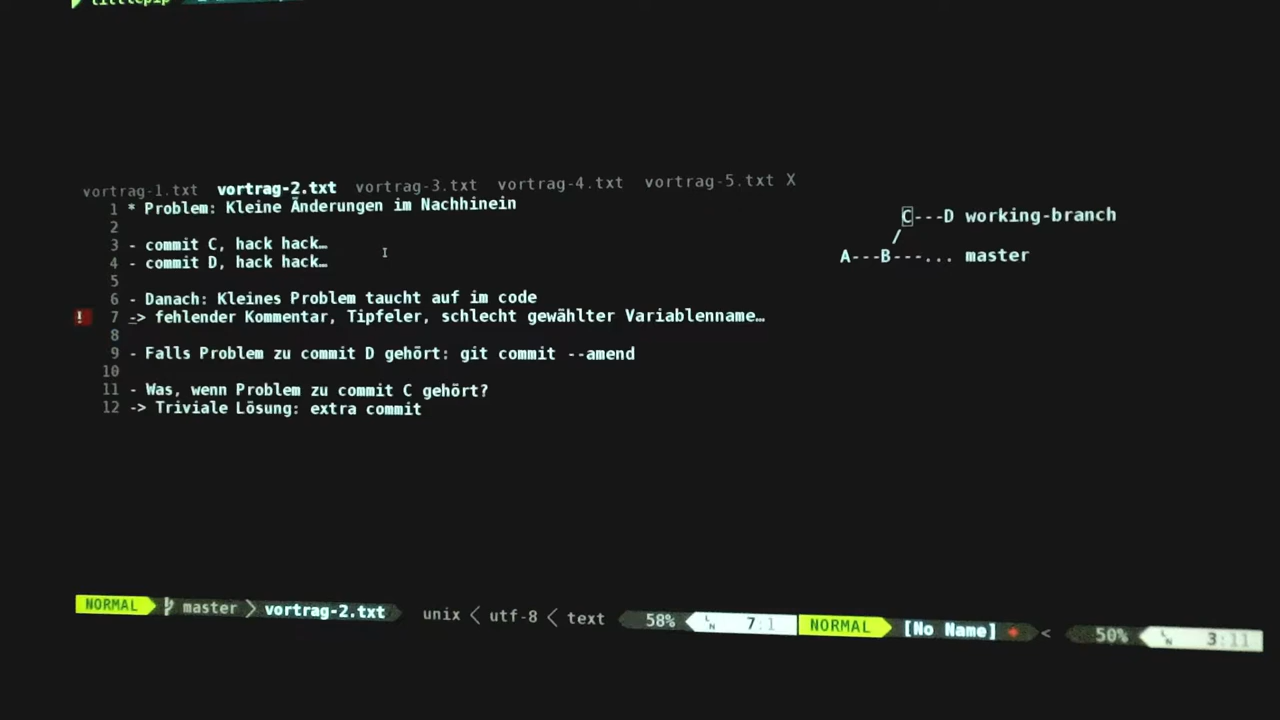 littlepip
vortrag-1.txt vortrag-2.txt vortrag-3.txt vortrag-4.txt vortrag-5.txt X
1 * Problem: Kleine Änderungen im Nachhinein
2
3 - commit C, hack hack…
4 - commit D, hack hack…
5
6 - Danach: Kleines Problem taucht auf im code
! 7 -> fehlender Kommentar, Tipfeler, schlecht gewählter Variablenname…
8
9 - Falls Problem zu commit D gehört: git commit --amend
10
11 - Was, wenn Problem zu commit C gehört?
12 -> Triviale Lösung: extra commit
C---D working-branch
/
A---B---... master
NORMAL master vortrag-2.txt unix < utf-8 < text 58% LN 7:1
NORMAL [No Name] < 50% LN 3:11